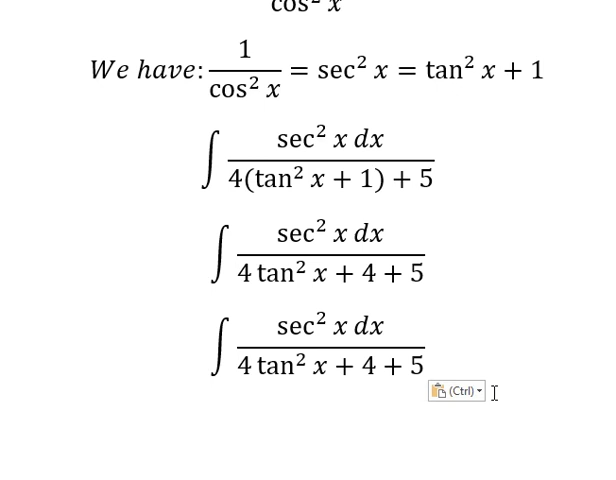 cos² x
We have: 1/cos² x = sec² x = tan² x + 1
∫ sec² x dx / 4(tan² x + 1) + 5
∫ sec² x dx / 4 tan² x + 4 + 5
∫ sec² x dx / 4 tan² x + 4 + 5
(Ctrl)